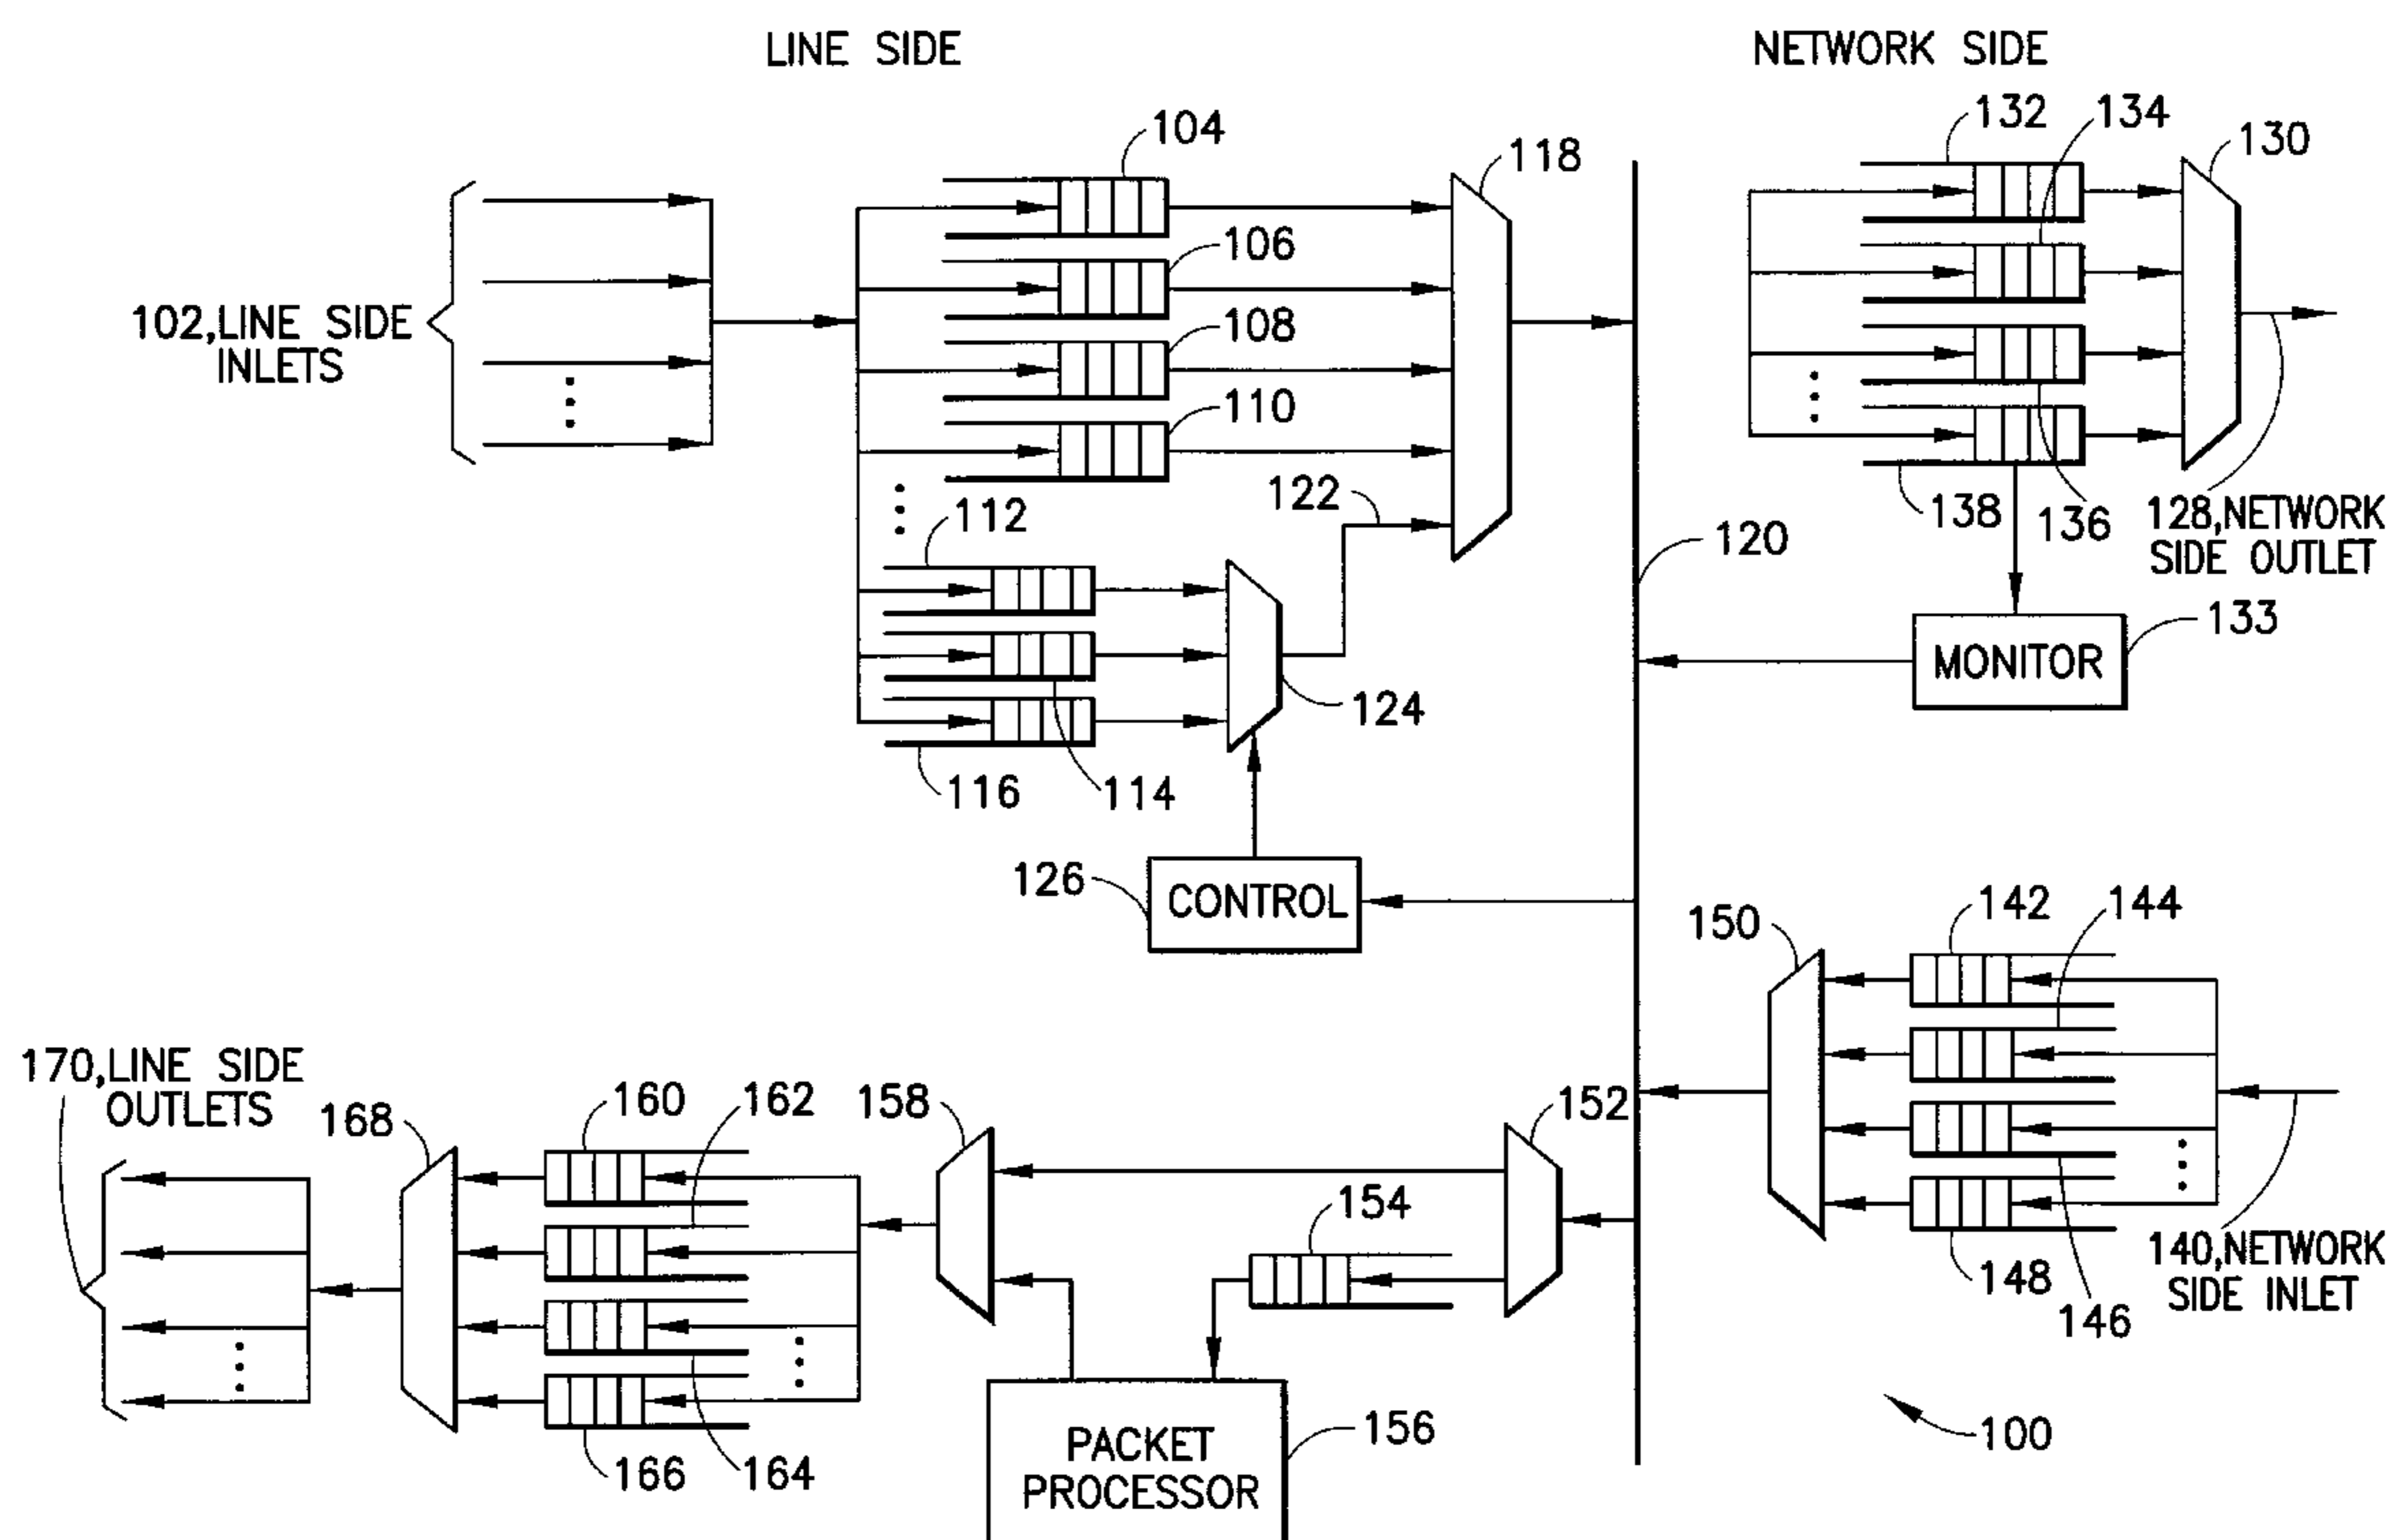 LINE SIDE
NETWORK SIDE
104
118
132
134
130
106
102,LINE SIDE
INLETS
108
110
122
112
138
136
128,NETWORK
SIDE OUTLET
120
133
MONITOR
124
116
114
126
CONTROL
142
144
150
170,LINE SIDE
OUTLETS
168
160
162
158
152
154
140,NETWORK
SIDE INLET
148
146
166
164
PACKET
PROCESSOR
156
100